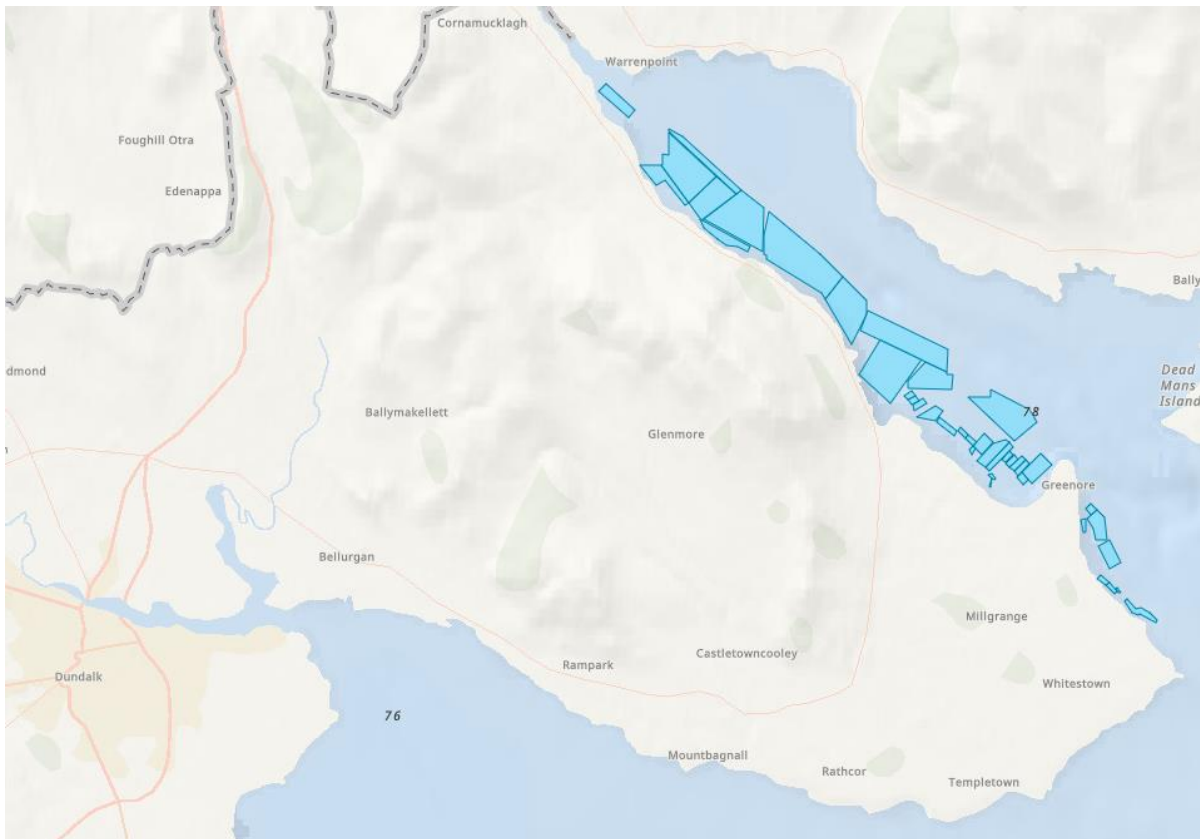 Cornamucklagh
Warrenpoint
Foughill Otra
Edenappa
Bally
Dead
Mans
Island
dmond
78
Ballymakellett
Glenmore
Greenore
Bellurgan
Millgrange
Castletowncooley
Rampark
Dundalk
Whitestown
76
Mountbagnall
Rathcor
Templetown